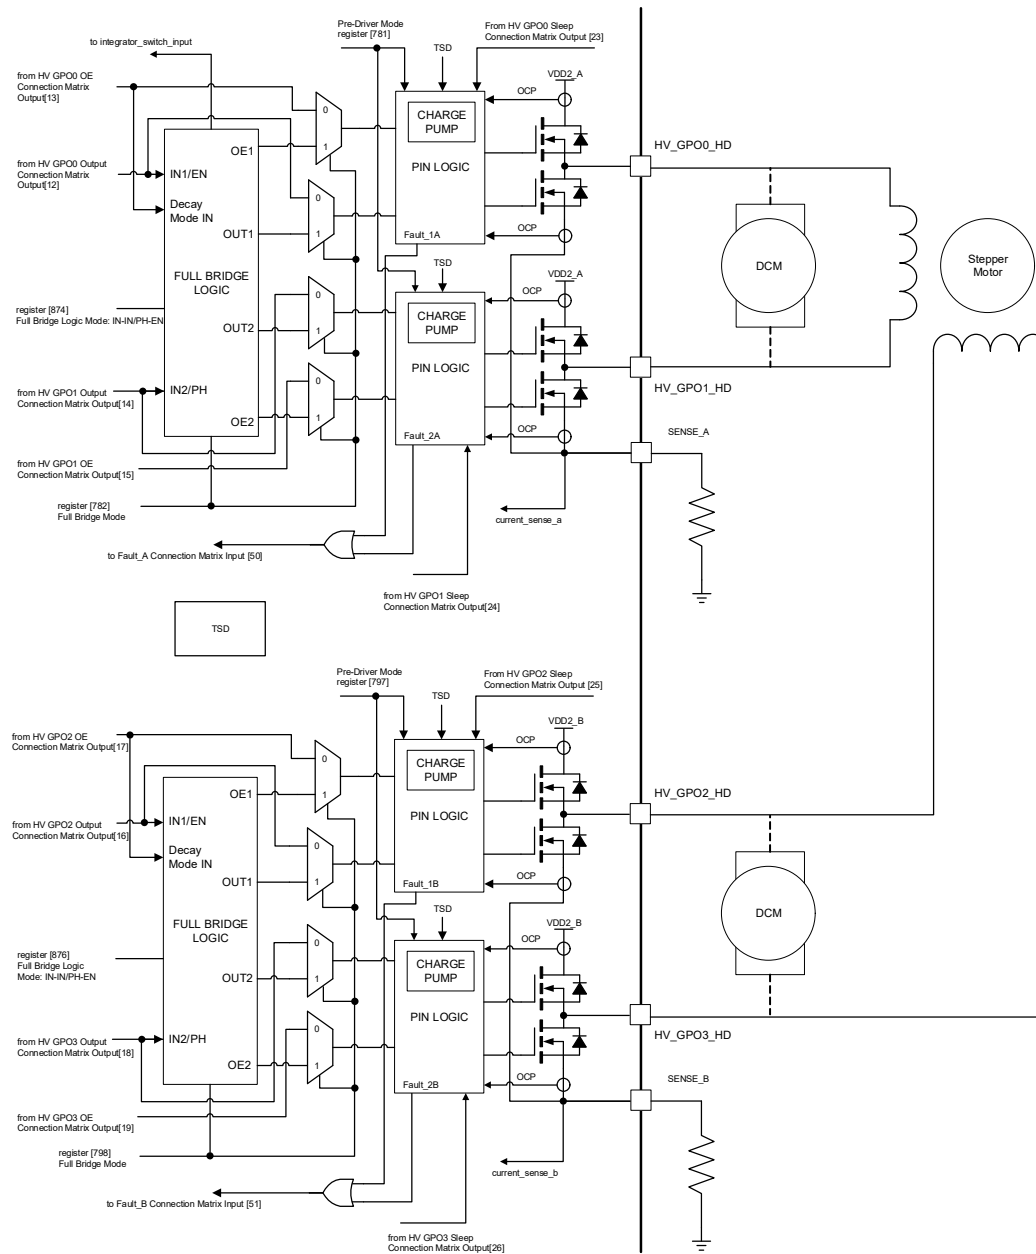 Pre-Driver Mode
register [781]
From HV GPO0 Sleep
Connection Matrix Output [23]
to integrator_switch_input
TSD
VDD2_A
from HV GPO0 OE
Connection Matrix
Output[13]
OCP
0
1
CHARGE
PUMP
PIN LOGIC
HV_GPO0_HD
OE1
from HV GPO0 Output
Connection Matrix
Output[12]
IN1/EN
Decay
Mode IN
0
1
OUT1
Fault_1A
OCP
DCM
Stepper
Motor
TSD
VDD2_A
FULL BRIDGE
LOGIC
0
1
OCP
CHARGE
PUMP
PIN LOGIC
register [874]
Full Bridge Logic Mode: IN-IN/PH-EN
OUT2
HV_GPO1_HD
from HV GPO1 Output
Connection Matrix Output[14]
IN2/PH
0
1
OE2
Fault_2A
OCP
SENSE_A
from HV GPO1 OE
Connection Matrix Output[15]
register [782]
Full Bridge Mode
current_sense_a
to Fault_A Connection Matrix Input [50]
from HV GPO1 Sleep
Connection Matrix Output[24]
TSD
Pre-Driver Mode
register [797]
From HV GPO2 Sleep
Connection Matrix Output [25]
TSD
VDD2_B
from HV GPO2 OE
Connection Matrix Output[17]
OCP
0
1
CHARGE
PUMP
PIN LOGIC
OE1
HV_GPO2_HD
from HV GPO2 Output
Connection Matrix Output[16]
IN1/EN
Decay
Mode IN
0
1
OUT1
Fault_1B
OCP
DCM
TSD
VDD2_B
FULL BRIDGE
LOGIC
0
1
OCP
CHARGE
PUMP
PIN LOGIC
register [876]
Full Bridge Logic
Mode: IN-IN/PH-EN
OUT2
HV_GPO3_HD
from HV GPO3 Output
Connection Matrix Output[18]
IN2/PH
0
1
OE2
Fault_2B
OCP
SENSE_B
from HV GPO3 OE
Connection Matrix Output[19]
register [798]
Full Bridge Mode
current_sense_b
to Fault_B Connection Matrix Input [51]
from HV GPO3 Sleep
Connection Matrix Output[26]